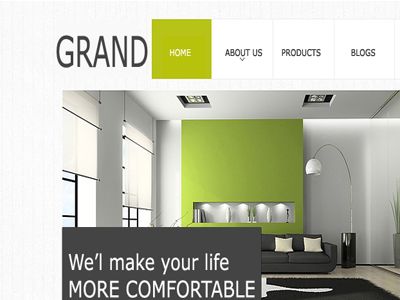 GRAND
HOME
ABOUT US
PRODUCTS
BLOGS
We'l make your life
MORE COMFORTABLE